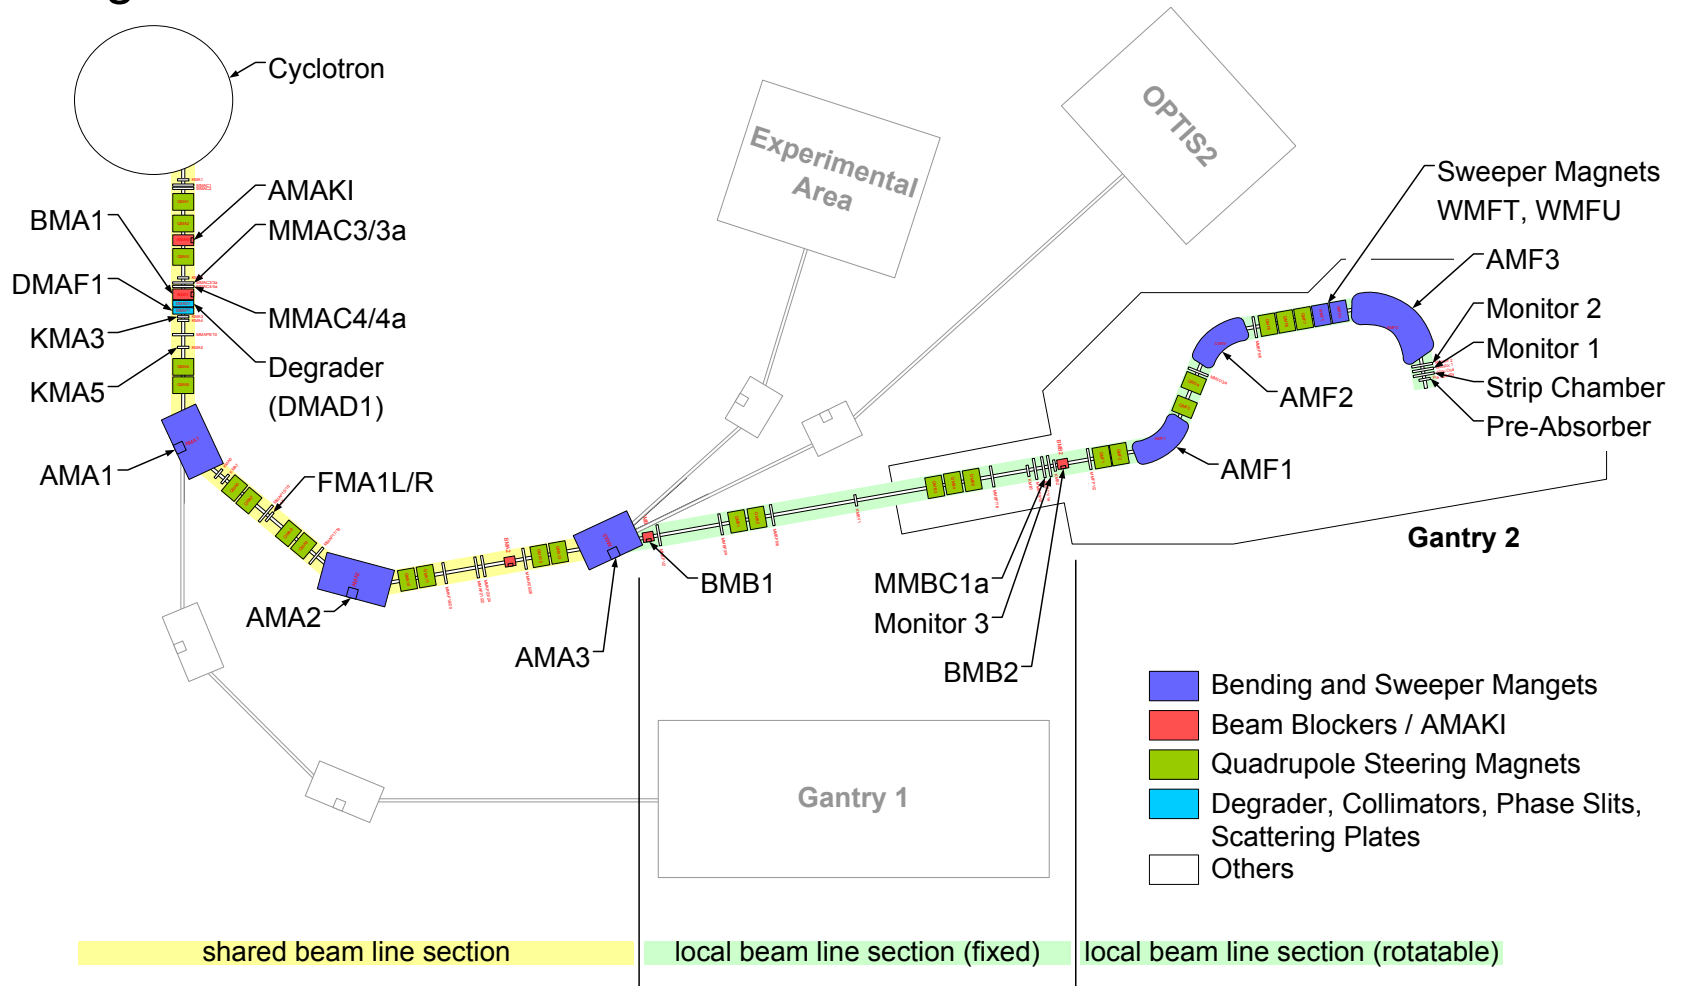 Cyclotron
AMAKI
BMA1
MMAC3/3a
DMAF1
MMAC4/4a
KMA3
Degrader
(DMAD1)
KMA5
AMA1
FMA1L/R
AMA2
AMA3
BMB1
Experimental
Area
OPTIS2
Sweeper Magnets
WMFT, WMFU
AMF3
Monitor 2
Monitor 1
Strip Chamber
Pre-Absorber
AMF2
AMF1
Gantry 2
MMBC1a
Monitor 3
BMB2
Gantry 1
Bending and Sweeper Mangets
Beam Blockers / AMAKI
Quadrupole Steering Magnets
Degrader, Collimators, Phase Slits,
Scattering Plates
Others
shared beam line section
local beam line section (fixed)
local beam line section (rotatable)